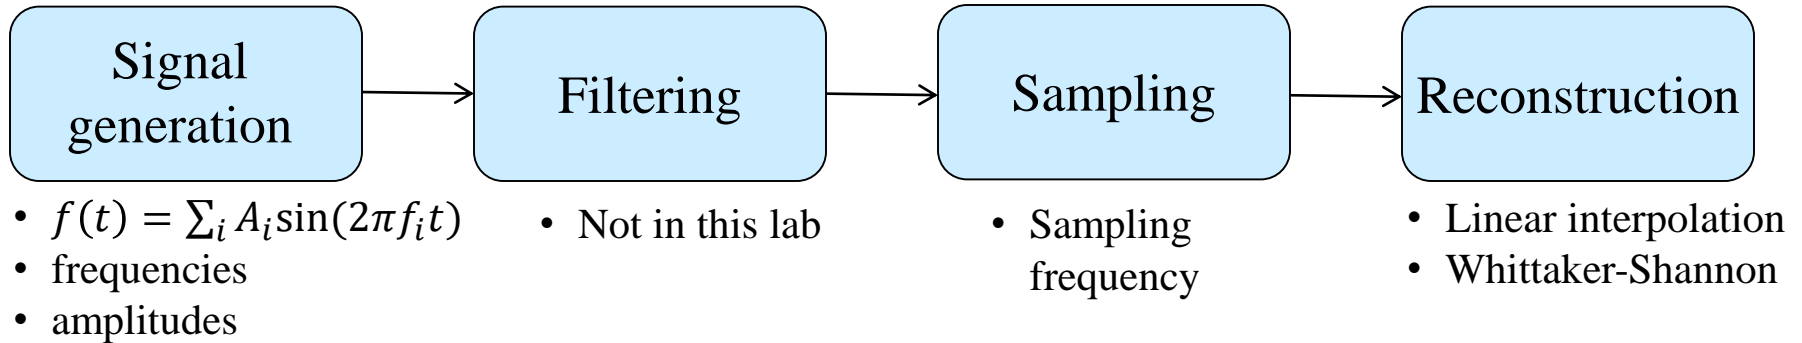 Signal
generation
Filtering
Sampling
Reconstruction
• f(t) = ∑ᵢ Aᵢsin(2πfᵢt)
• frequencies
• amplitudes
• Not in this lab
• Sampling
frequency
• Linear interpolation
• Whittaker-Shannon